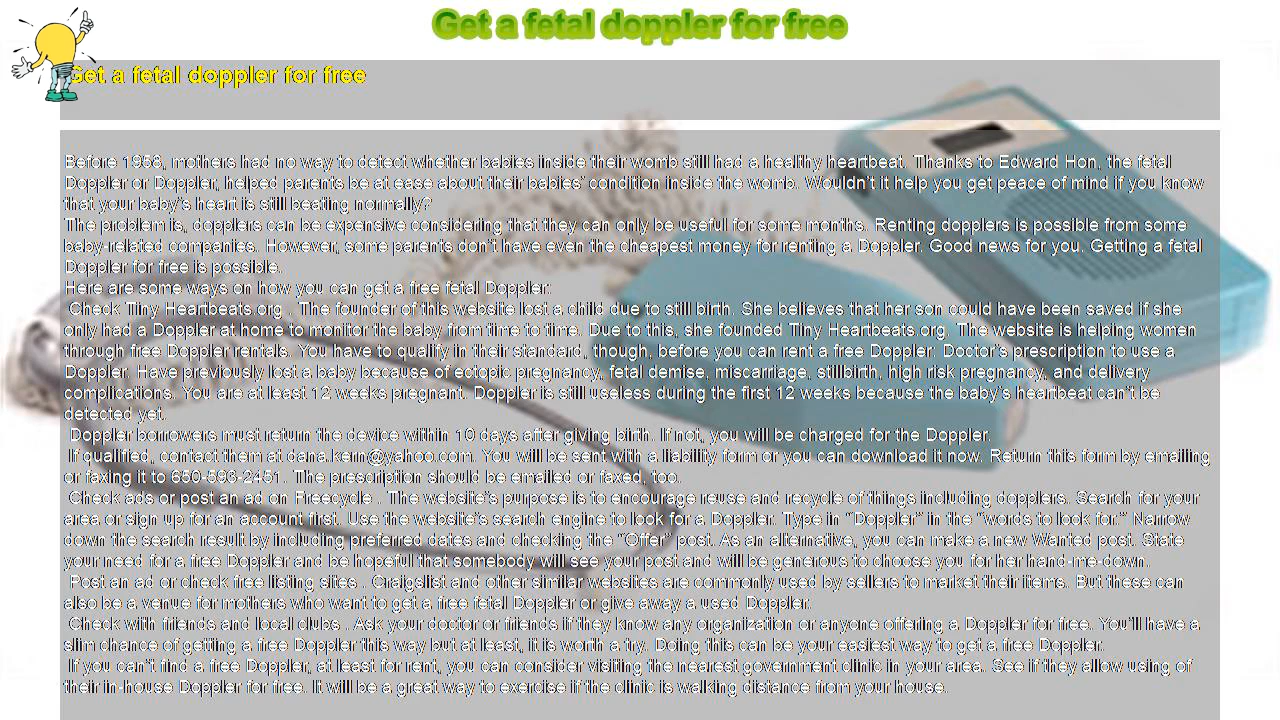 Get a fetal doppler for free
Get a fetal doppler for free
Before 1958, mothers had no way to detect whether babies inside their womb still had a healthy heartbeat. Thanks to Edward Hon, the fetal
Doppler or Doppler, helped parents be at ease about their babies' condition inside the womb. Wouldn't it help you get peace of mind if you know
that your baby's heart is still beating normally?
The problem is, dopplers can be expensive considering that they can only be useful for some months. Renting dopplers is possible from some
baby-related companies. However, some parents don't have even the cheapest money for renting a Doppler. Good news for you. Getting a fetal
Doppler for free is possible.
Here are some ways on how you can get a free fetal Doppler:
Check Tiny Heartbeats.org . The founder of this website lost a child due to still birth. She believes that her son could have been saved if she
only had a Doppler at home to monitor the baby from time to time. Due to this, she founded Tiny Heartbeats.org. The website is helping women
through free Doppler rentals. You have to qualify in their standard, though, before you can rent a free Doppler: Doctor's prescription to use a
Doppler. Have previously lost a baby because of ectopic pregnancy, fetal demise, miscarriage, stillbirth, high risk pregnancy, and delivery
complications. You are at least 12 weeks pregnant. Doppler is still useless during the first 12 weeks because the baby's heartbeat can't be
detected yet.
Doppler borrowers must return the device within 10 days after giving birth. If not, you will be charged for the Doppler.
If qualified, contact them at dana.kern@yahoo.com. You will be sent with a liability form or you can download it now. Return this form by emailing
or faxing it to 650-598-2451. The prescription should be emailed or faxed, too.
Check ads or post an ad on Freecycle . The website's purpose is to encourage reuse and recycle of things including dopplers. Search for your
area or sign up for an account first. Use the website's search engine to look for a Doppler. Type in "Doppler" in the "words to look for." Narrow
down the search result by including preferred dates and checking the "Offer" post. As an alternative, you can make a new Wanted post. State
your need for a free Doppler and be hopeful that somebody will see your post and will be generous to choose you for her hand-me-down.
Post an ad or check free listing sites . Craigslist and other similar websites are commonly used by sellers to market their items. But these can
also be a venue for mothers who want to get a free fetal Doppler or give away a used Doppler.
Check with friends and local clubs . Ask your doctor or friends if they know any organization or anyone offering a Doppler for free. You'll have a
slim chance of getting a free Doppler this way but at least, it is worth a try. Doing this can be your easiest way to get a free Doppler.
If you can't find a free Doppler, at least for rent, you can consider visiting the nearest government clinic in your area. See if they allow using of
their in-house Doppler for free. It will be a great way to exercise if the clinic is walking distance from your house.